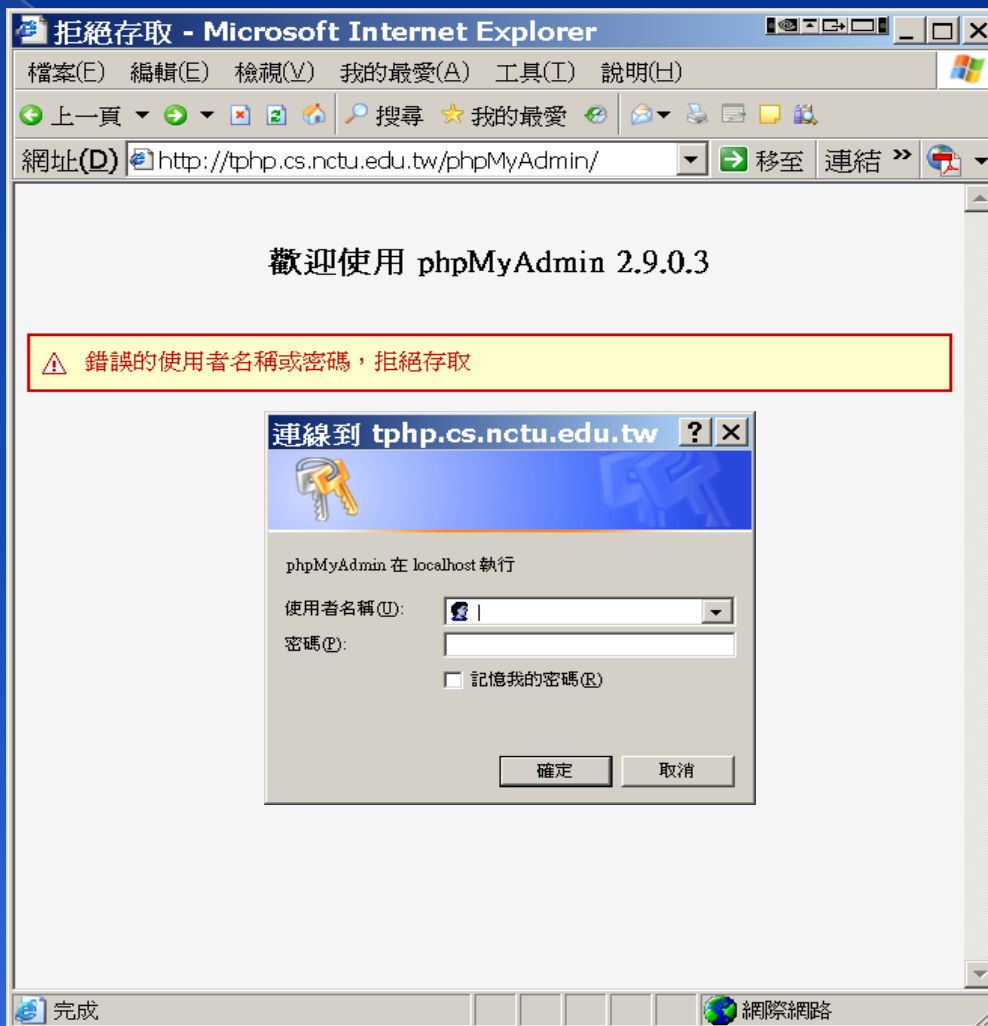 拒絕存取 - Microsoft Internet Explorer
檔案(F) 編輯(E) 檢視(V) 我的最愛(A) 工具(T) 說明(H)
上一頁 搜尋 我的最愛
網址(D) http://tphp.cs.nctu.edu.tw/phpMyAdmin/ 移至 連結 »
歡迎使用 phpMyAdmin 2.9.0.3
錯誤的使用者名稱或密碼，拒絕存取
連線到 tphp.cs.nctu.edu.tw
phpMyAdmin 在 localhost 執行
使用者名稱(U):
密碼(P):
記憶我的密碼(R)
確定 取消
完成 網際網路